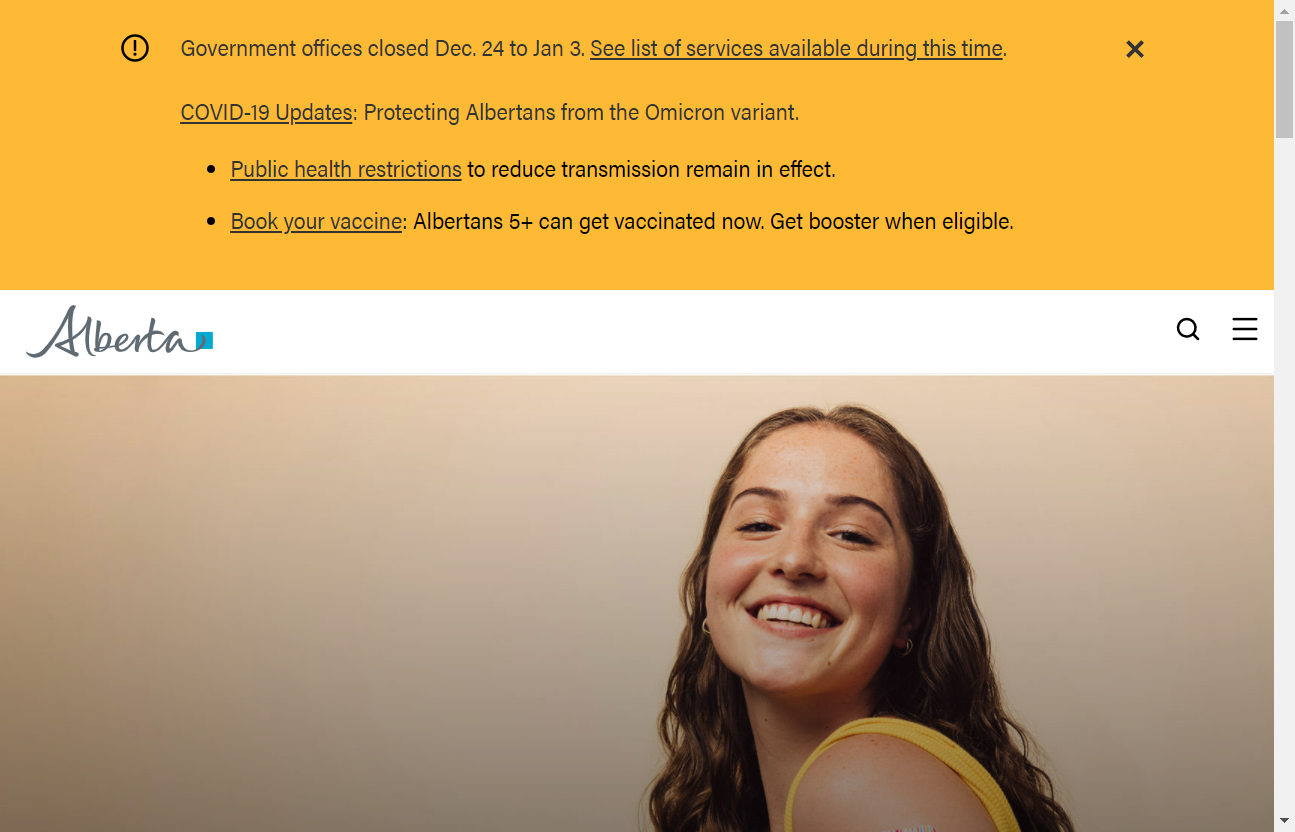 Government offices closed Dec. 24 to Jan 3. See list of services available during this time.
COVID-19 Updates: Protecting Albertans from the Omicron variant.
Public health restrictions to reduce transmission remain in effect.
Book your vaccine: Albertans 5+ can get vaccinated now. Get booster when eligible.
Alberta